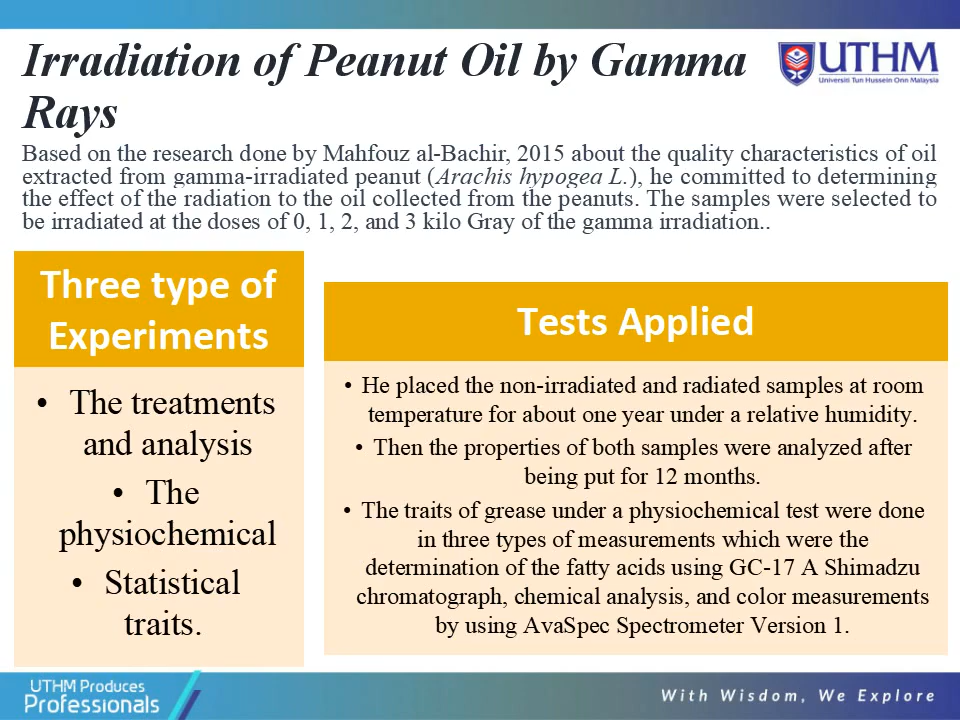 Irradiation of Peanut Oil by Gamma
Rays
UTHM
Universiti Tun Hussein Onn Malaysia
Based on the research done by Mahfouz al-Bachir, 2015 about the quality characteristics of oil
extracted from gamma-irradiated peanut (Arachis hypogea L.), he committed to determining
the effect of the radiation to the oil collected from the peanuts. The samples were selected to
be irradiated at the doses of 0, 1, 2, and 3 kilo Gray of the gamma irradiation..
Three type of
Experiments
• The treatments
and analysis
• The
physiochemical
• Statistical
traits.
Tests Applied
• He placed the non-irradiated and radiated samples at room
temperature for about one year under a relative humidity.
• Then the properties of both samples were analyzed after
being put for 12 months.
• The traits of grease under a physiochemical test were done
in three types of measurements which were the
determination of the fatty acids using GC-17 A Shimadzu
chromatograph, chemical analysis, and color measurements
by using AvaSpec Spectrometer Version 1.
UTHM Produces
Professionals
With Wisdom, We Explore